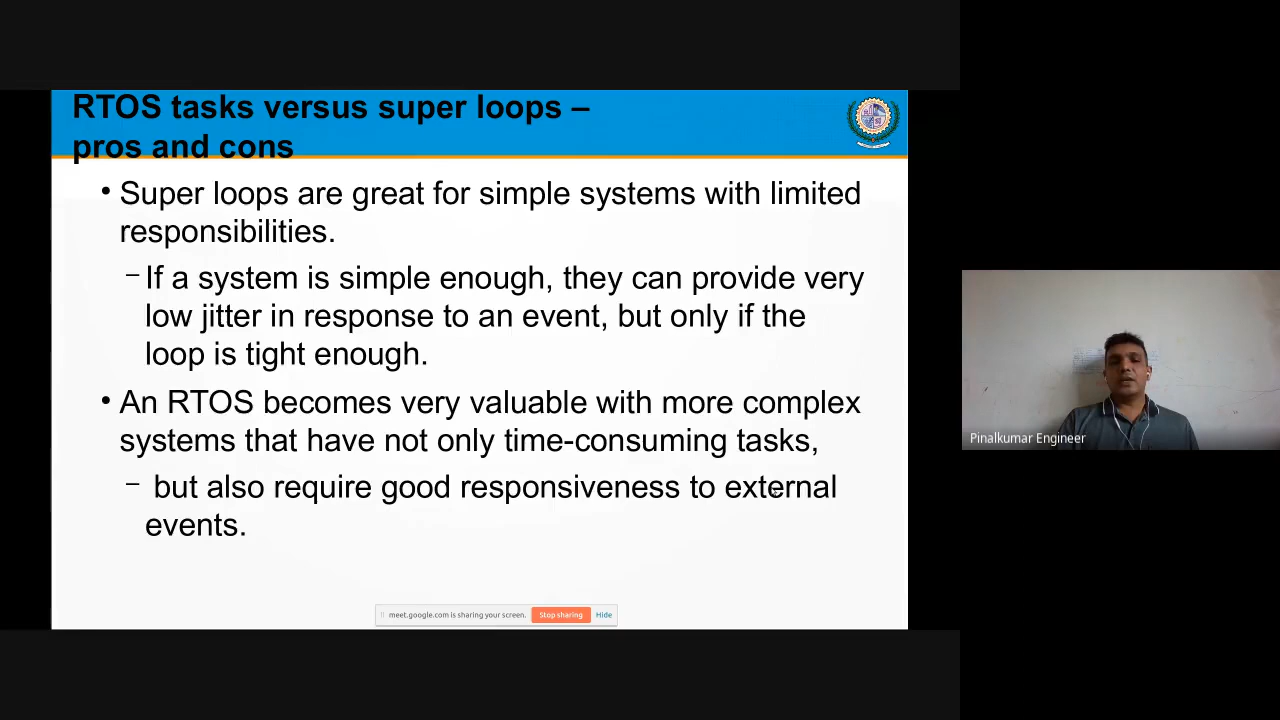 RTOS tasks versus super loops –
pros and cons
• Super loops are great for simple systems with limited
responsibilities.
– If a system is simple enough, they can provide very
low jitter in response to an event, but only if the
loop is tight enough.
• An RTOS becomes very valuable with more complex
systems that have not only time-consuming tasks,
– but also require good responsiveness to external
events.
meet.google.com is sharing your screen. Stop sharing Hide
Pinalkumar Engineer